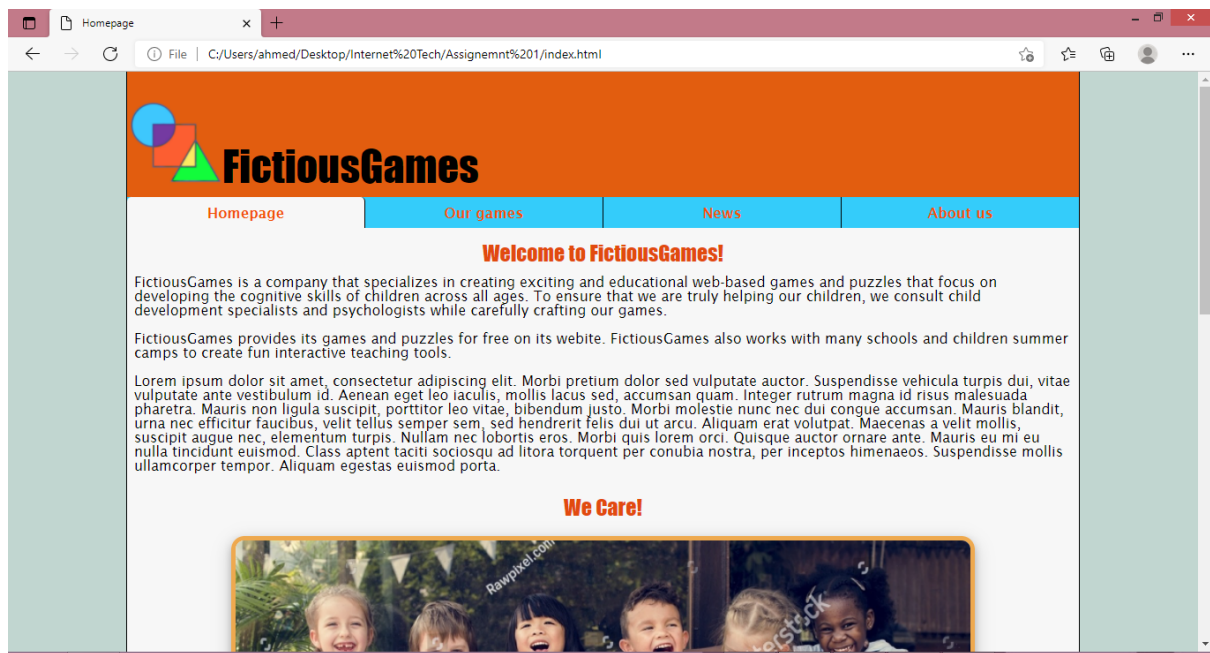 Homepage
File
C:/Users/ahmed/Desktop/Internet%20Tech/Assignemnt%201/index.html
FictiousGames
Homepage
Our games
News
About us
Welcome to FictiousGames!
FictiousGames is a company that specializes in creating exciting and educational web-based games and puzzles that focus on
developing the cognitive skills of children across all ages. To ensure that we are truly helping our children, we consult child
development specialists and psychologists while carefully crafting our games.
FictiousGames provides its games and puzzles for free on its webite. FictiousGames also works with many schools and children summer
camps to create fun interactive teaching tools.
Lorem ipsum dolor sit amet, consectetur adipiscing elit. Morbi pretium dolor sed vulputate auctor. Suspendisse vehicula turpis dui, vitae
vulputate ante vestibulum id. Aenean eget leo iaculis, mollis lacus sed, accumsan quam. Integer rutrum magna id risus malesuada
pharetra. Mauris non ligula suscipit, porttitor leo vitae, bibendum justo. Morbi molestie nunc nec dui congue accumsan. Mauris blandit,
urna nec efficitur faucibus, velit tellus semper sem, sed hendrerit felis dui ut arcu. Aliquam erat volutpat. Maecenas a velit mollis,
suscipit augue nec, elementum turpis. Nullam nec lobortis eros. Morbi quis lorem orci. Quisque auctor ornare ante. Mauris eu mi eu
nulla tincidunt euismod. Class aptent taciti sociosqu ad litora torquent per conubia nostra, per inceptos himenaeos. Suspendisse mollis
ullamcorper tempor. Aliquam egestas euismod porta.
We Care!
Rawpixel.com